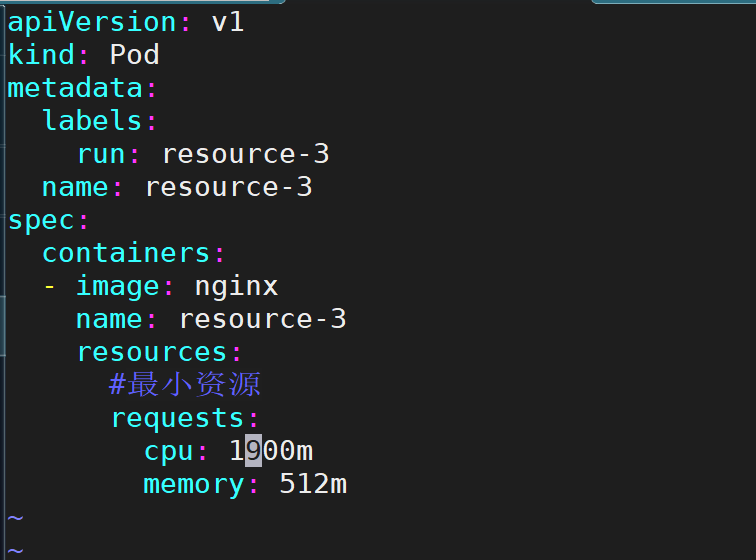 apiVersion: v1
kind: Pod
metadata:
  labels:
    run: resource-3
  name: resource-3
spec:
  containers:
  - image: nginx
    name: resource-3
    resources:
      #最小资源
      requests:
        cpu: 1900m
        memory: 512m
~
~